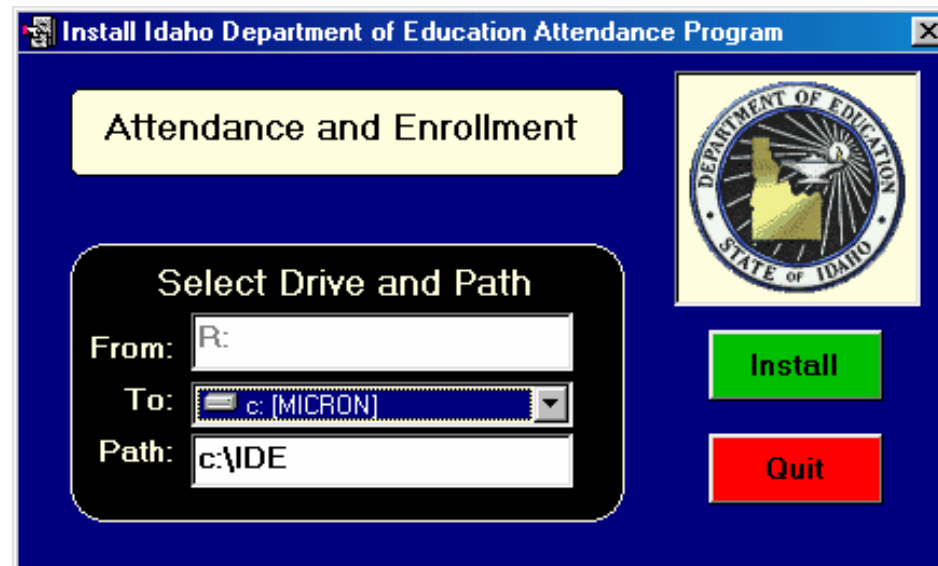 Install Idaho Department of Education Attendance Program
Attendance and Enrollment
DEPARTMENT OF EDUCATION
STATE OF IDAHO
Select Drive and Path
From: R:
To: c: [MICRON]
Path: c:\IDE
Install
Quit